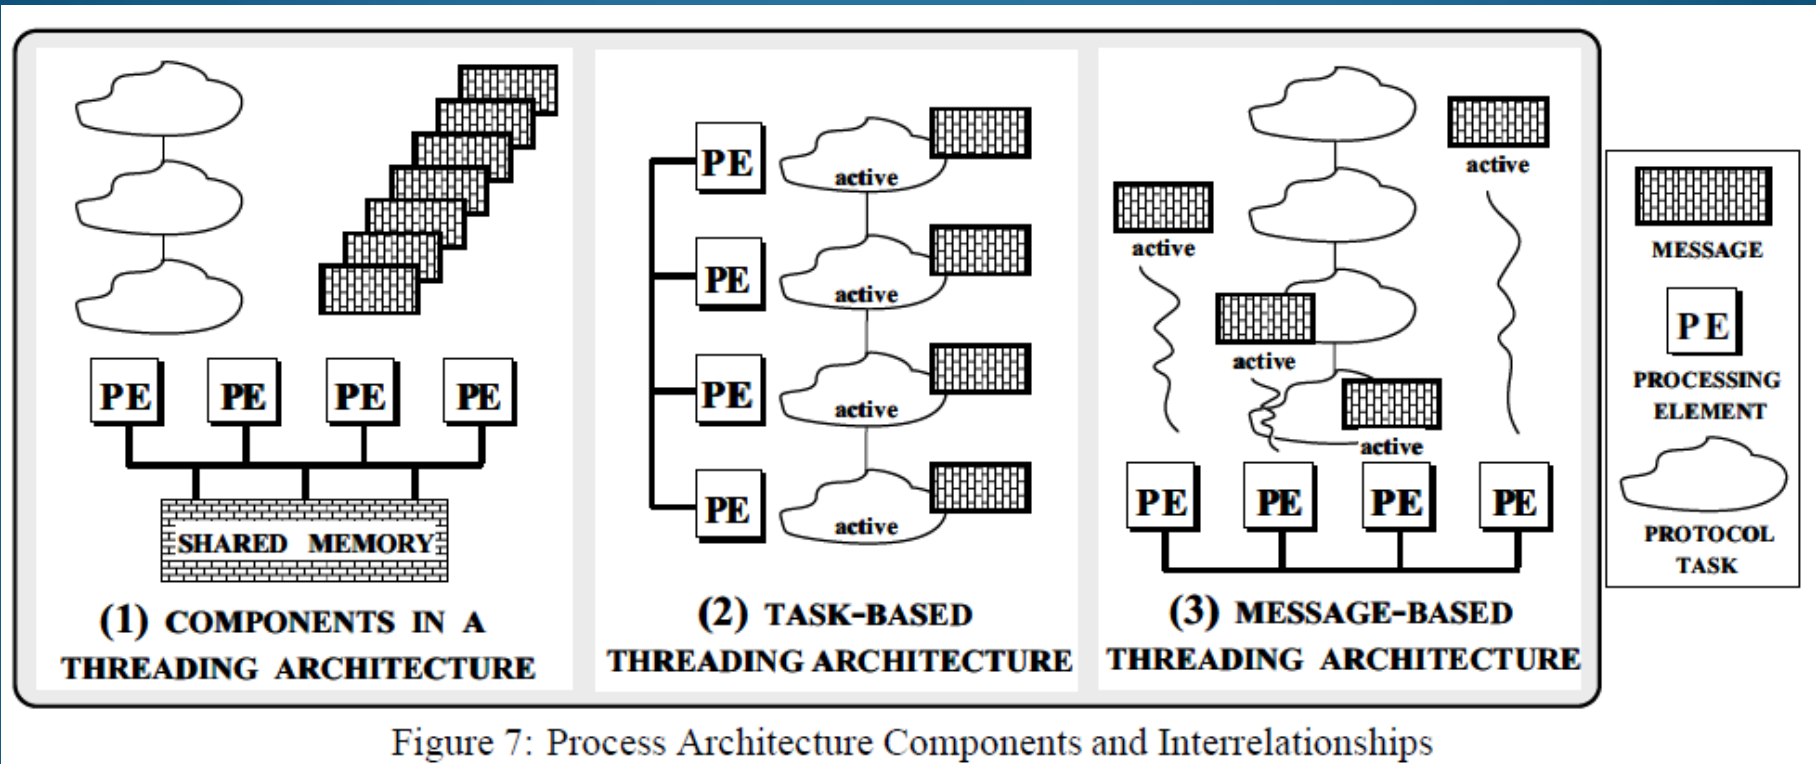 PE PE PE PE
SHARED MEMORY
(1) COMPONENTS IN A
THREADING ARCHITECTURE
PE active
PE active
PE active
PE active
(2) TASK-BASED
THREADING ARCHITECTURE
active
active
active
active
PE PE PE PE
(3) MESSAGE-BASED
THREADING ARCHITECTURE
MESSAGE
PE
PROCESSING
ELEMENT
PROTOCOL
TASK
Figure 7: Process Architecture Components and Interrelationships